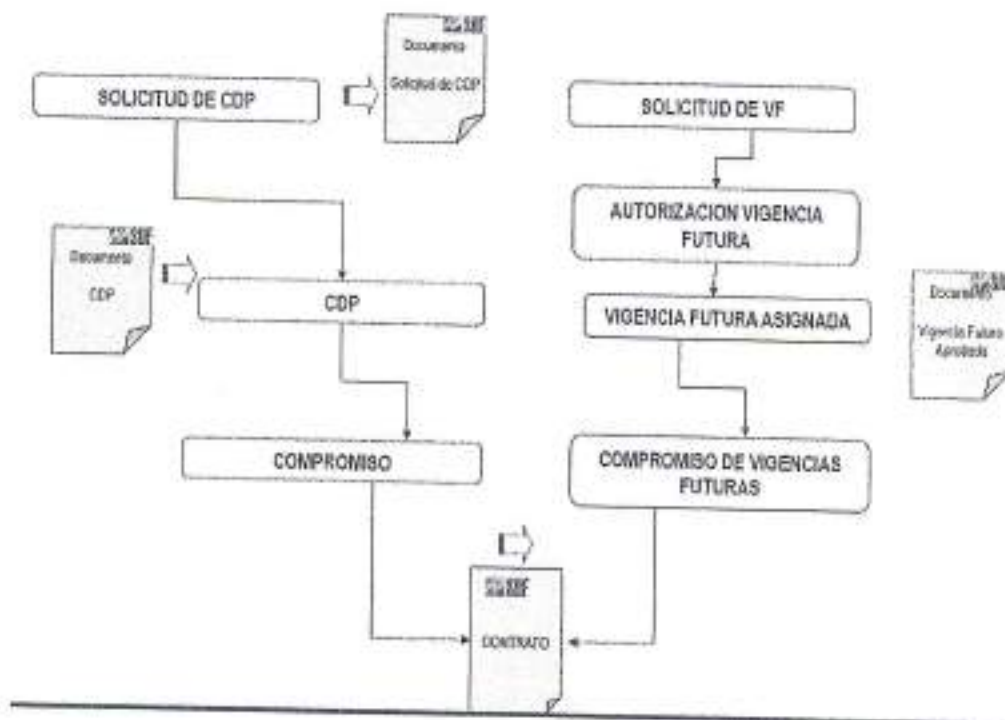 Documento
Solicitud de CDP
SOLICITUD DE CDP
SOLICITUD DE VF
AUTORIZACION VIGENCIA
FUTURA
Documento
CDP
CDP
VIGENCIA FUTURA ASIGNADA
Documento
Vigencia Futura
Aprobada
COMPROMISO
COMPROMISO DE VIGENCIAS
FUTURAS
CONTRATO